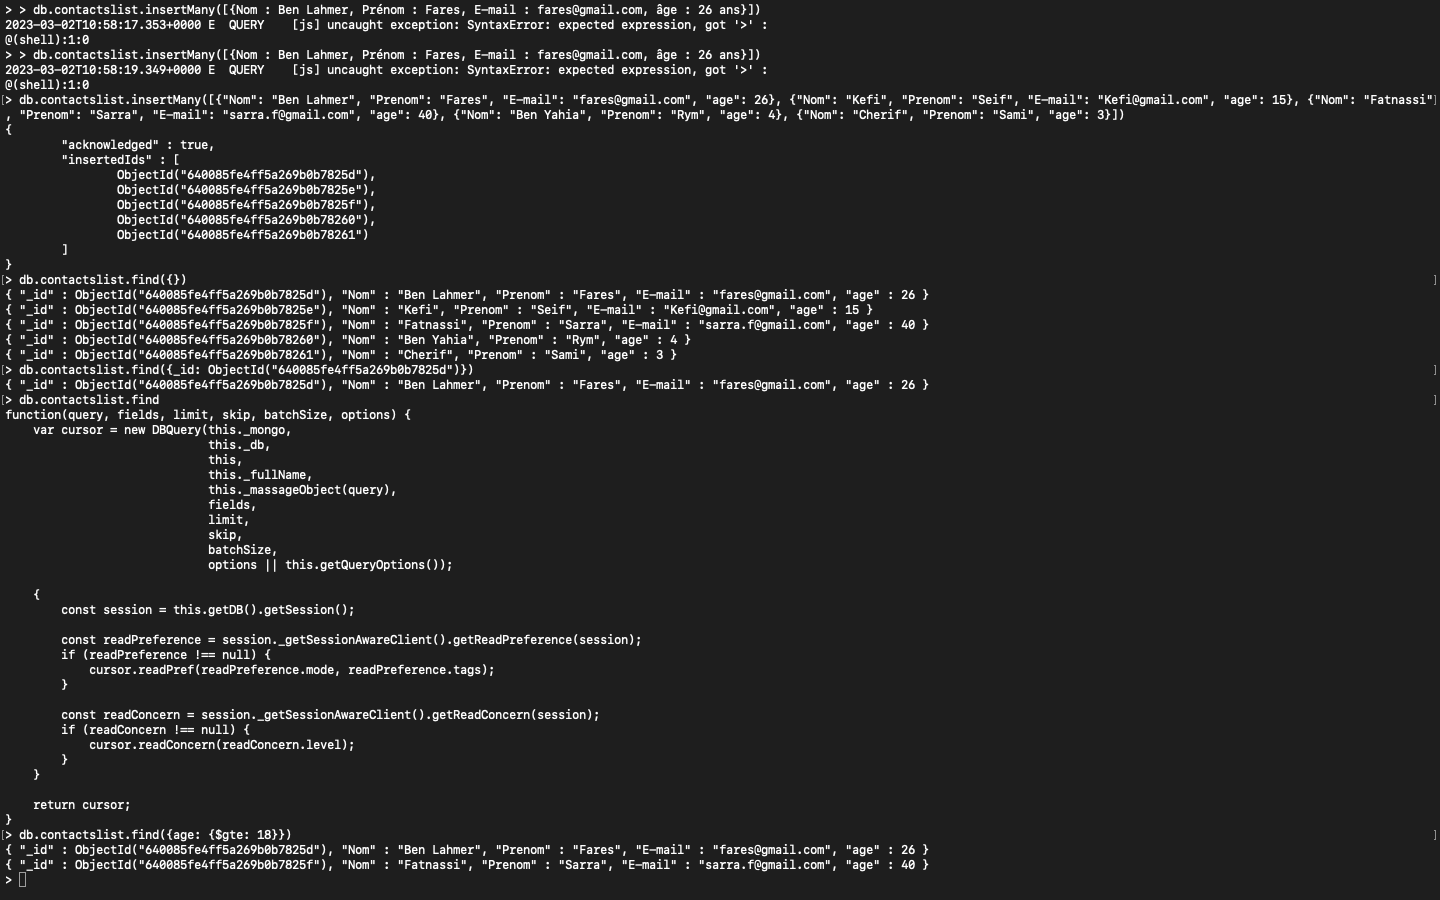 > > db.contactslist.insertMany([{Nom : Ben Lahmer, Prénom : Fares, E-mail : fares@gmail.com, âge : 26 ans}])
2023-03-02T10:58:17.353+0000 E  QUERY    [js] uncaught exception: SyntaxError: expected expression, got '>' :
@(shell):1:0
> > db.contactslist.insertMany([{Nom : Ben Lahmer, Prénom : Fares, E-mail : fares@gmail.com, âge : 26 ans}])
2023-03-02T10:58:19.349+0000 E  QUERY    [js] uncaught exception: SyntaxError: expected expression, got '>' :
@(shell):1:0
[> db.contactslist.insertMany([{"Nom": "Ben Lahmer", "Prenom": "Fares", "E-mail": "fares@gmail.com", "age": 26}, {"Nom": "Kefi", "Prenom": "Seif", "E-mail": "Kefi@gmail.com", "age": 15}, {"Nom": "Fatnassi"]
, "Prenom": "Sarra", "E-mail": "sarra.f@gmail.com", "age": 40}, {"Nom": "Ben Yahia", "Prenom": "Rym", "age": 4}, {"Nom": "Cherif", "Prenom": "Sami", "age": 3}])
{
        "acknowledged" : true,
        "insertedIds" : [
                ObjectId("640085fe4ff5a269b0b7825d"),
                ObjectId("640085fe4ff5a269b0b7825e"),
                ObjectId("640085fe4ff5a269b0b7825f"),
                ObjectId("640085fe4ff5a269b0b78260"),
                ObjectId("640085fe4ff5a269b0b78261")
        ]
}
[> db.contactslist.find({}) ]
{ "_id" : ObjectId("640085fe4ff5a269b0b7825d"), "Nom" : "Ben Lahmer", "Prenom" : "Fares", "E-mail" : "fares@gmail.com", "age" : 26 }
{ "_id" : ObjectId("640085fe4ff5a269b0b7825e"), "Nom" : "Kefi", "Prenom" : "Seif", "E-mail" : "Kefi@gmail.com", "age" : 15 }
{ "_id" : ObjectId("640085fe4ff5a269b0b7825f"), "Nom" : "Fatnassi", "Prenom" : "Sarra", "E-mail" : "sarra.f@gmail.com", "age" : 40 }
{ "_id" : ObjectId("640085fe4ff5a269b0b78260"), "Nom" : "Ben Yahia", "Prenom" : "Rym", "age" : 4 }
{ "_id" : ObjectId("640085fe4ff5a269b0b78261"), "Nom" : "Cherif", "Prenom" : "Sami", "age" : 3 }
[> db.contactslist.find({_id: ObjectId("640085fe4ff5a269b0b7825d")}) ]
{ "_id" : ObjectId("640085fe4ff5a269b0b7825d"), "Nom" : "Ben Lahmer", "Prenom" : "Fares", "E-mail" : "fares@gmail.com", "age" : 26 }
[> db.contactslist.find ]
function(query, fields, limit, skip, batchSize, options) {
    var cursor = new DBQuery(this._mongo,
                             this._db,
                             this,
                             this._fullName,
                             this._massageObject(query),
                             fields,
                             limit,
                             skip,
                             batchSize,
                             options || this.getQueryOptions());
    {
        const session = this.getDB().getSession();
        const readPreference = session._getSessionAwareClient().getReadPreference(session);
        if (readPreference !== null) {
            cursor.readPref(readPreference.mode, readPreference.tags);
        }
        const readConcern = session._getSessionAwareClient().getReadConcern(session);
        if (readConcern !== null) {
            cursor.readConcern(readConcern.level);
        }
    }
    return cursor;
}
[> db.contactslist.find({age: {$gte: 18}}) ]
{ "_id" : ObjectId("640085fe4ff5a269b0b7825d"), "Nom" : "Ben Lahmer", "Prenom" : "Fares", "E-mail" : "fares@gmail.com", "age" : 26 }
{ "_id" : ObjectId("640085fe4ff5a269b0b7825f"), "Nom" : "Fatnassi", "Prenom" : "Sarra", "E-mail" : "sarra.f@gmail.com", "age" : 40 }
>